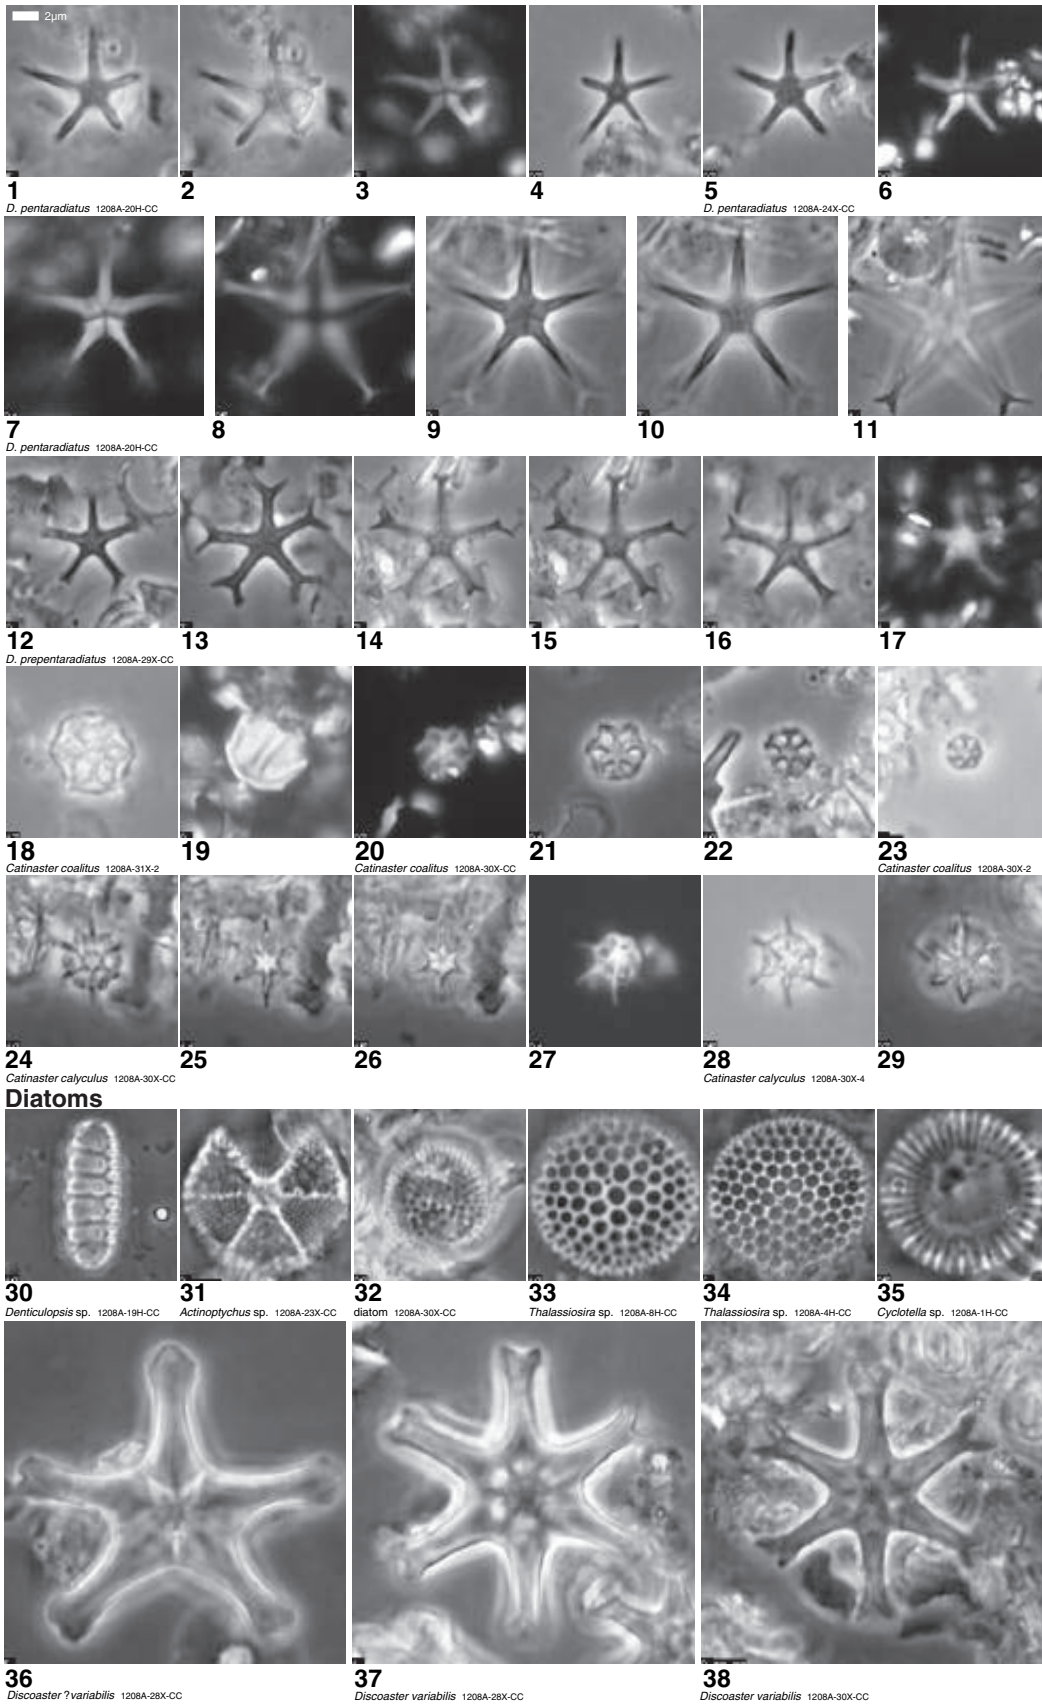 2µm
1 2 3 4 5 6
D. pentaradiatus 1208A-20H-CC D. pentaradiatus 1208A-24X-CC
7 8 9 10 11
D. pentaradiatus 1208A-20H-CC
12 13 14 15 16 17
D. prepentaradiatus 1208A-29X-CC
18 19 20 21 22 23
Catinaster coalitus 1208A-31X-2 Catinaster coalitus 1208A-30X-CC Catinaster coalitus 1208A-30X-2
24 25 26 27 28 29
Catinaster calyculus 1208A-30X-CC Catinaster calyculus 1208A-30X-4
Diatoms
30 31 32 33 34 35
Denticulopsis sp. 1208A-19H-CC Actinoptychus sp. 1208A-23X-CC diatom 1208A-30X-CC Thalassiosira sp. 1208A-8H-CC Thalassiosira sp. 1208A-4H-CC Cyclotella sp. 1208A-1H-CC
36 37 38
Discoaster ?variabilis 1208A-28X-CC Discoaster variabilis 1208A-28X-CC Discoaster variabilis 1208A-30X-CC